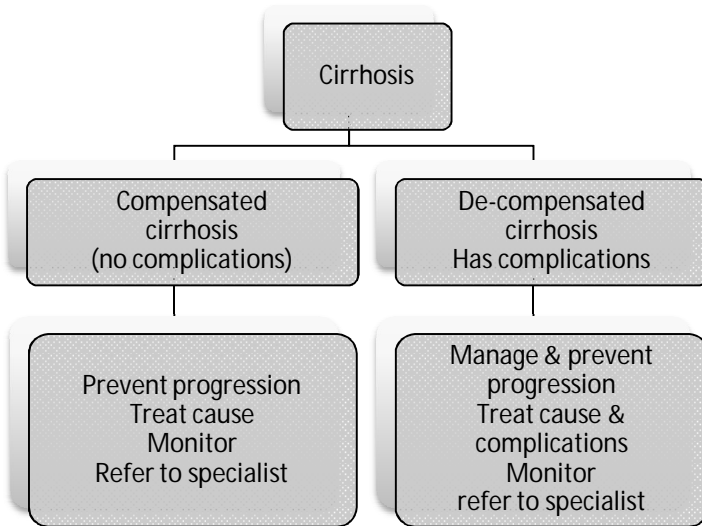 Cirrhosis
Compensated
cirrhosis
(no complications)
De-compensated
cirrhosis
Has complications
Prevent progression
Treat cause
Monitor
Refer to specialist
Manage & prevent
progression
Treat cause &
complications
Monitor
refer to specialist